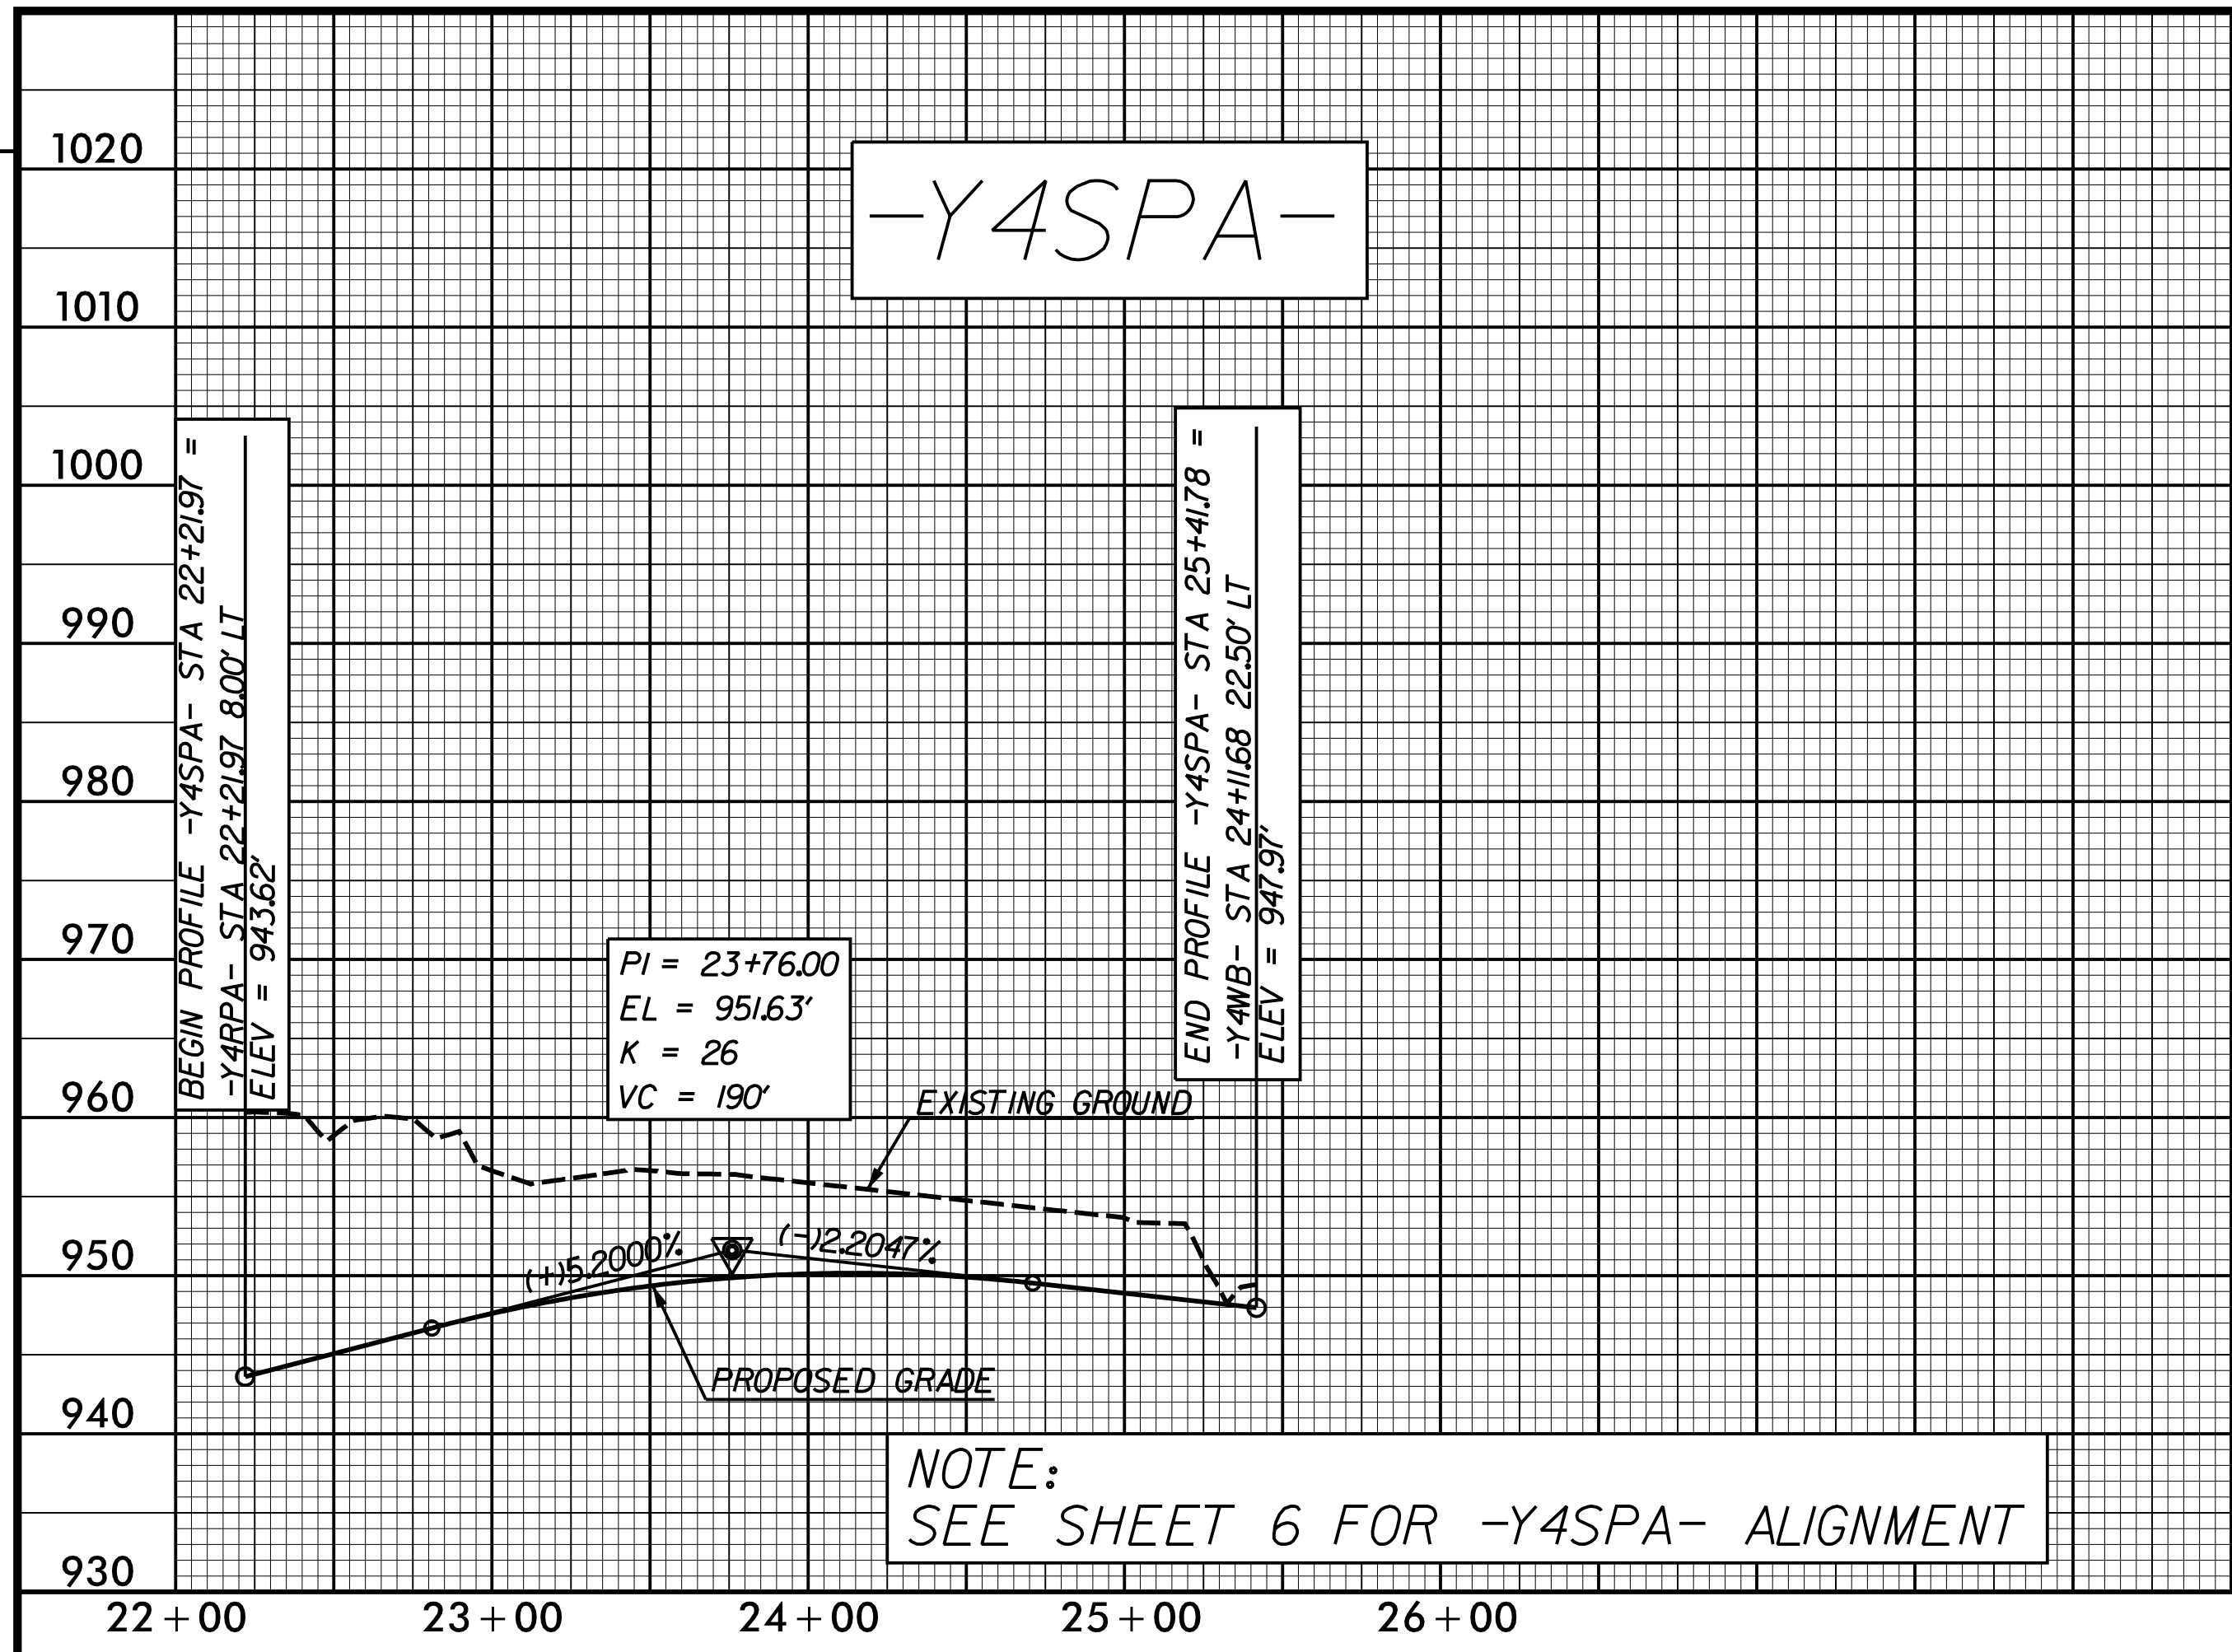 1020
-Y4SPA-
1010
1000
990
980
970
960
950
940
930
BEGIN PROFILE -Y4SPA- STA 22+21.97 =
-Y4RPA- STA 22+21.97 8.00' LT
ELEV = 943.62'
END PROFILE -Y4SPA- STA 25+41.78 =
-Y4WB- STA 24+11.68 22.50' LT
ELEV = 947.97'
PI = 23+76.00
EL = 951.63'
K = 26
VC = 190'
EXISTING GROUND
(+)5.2000%
(-)2.2047%
PROPOSED GRADE
NOTE:
SEE SHEET 6 FOR -Y4SPA- ALIGNMENT
22+00 23+00 24+00 25+00 26+00